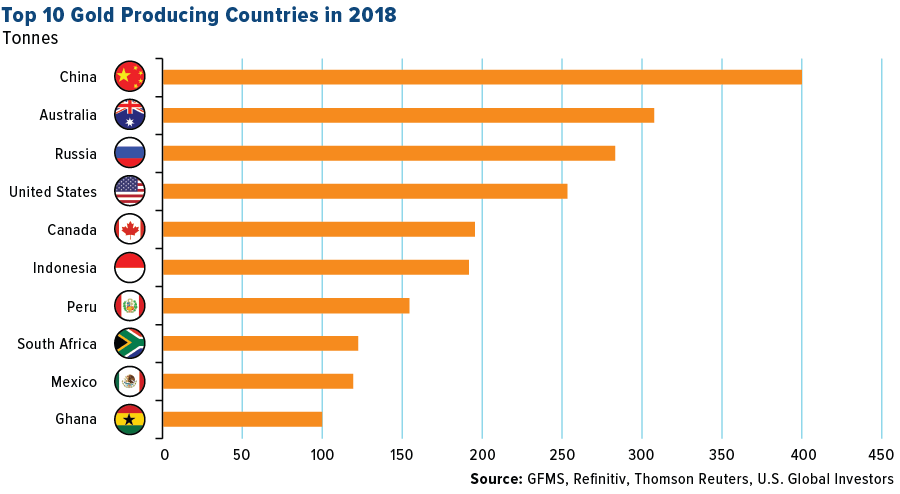 Top 10 Gold Producing Countries in 2018
Tonnes
China
Australia
Russia
United States
Canada
Indonesia
Peru
South Africa
Mexico
Ghana
0 50 100 150 200 250 300 350 400 450
Source: GFMS, Refinitiv, Thomson Reuters, U.S. Global Investors